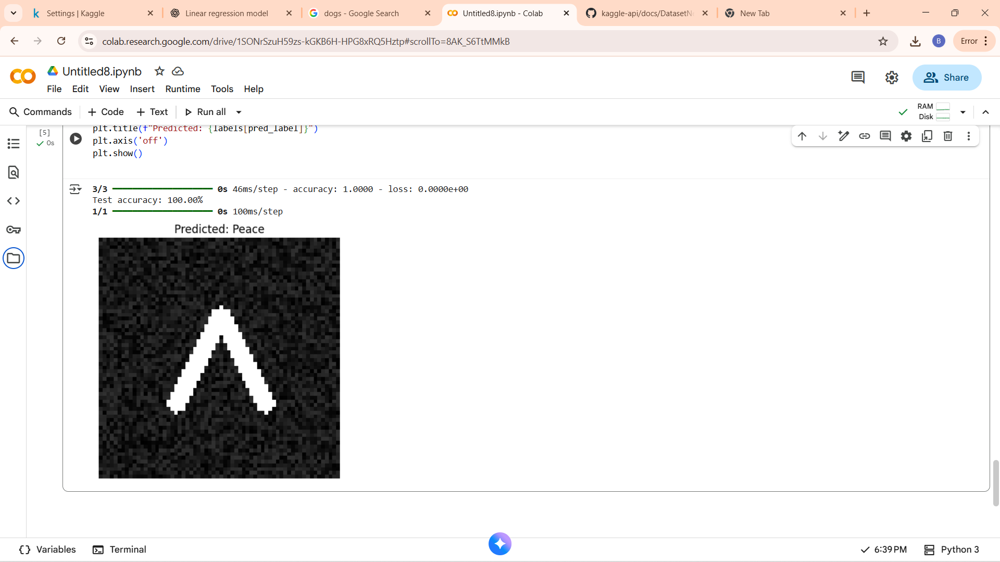 Settings | Kaggle
Linear regression model
dogs - Google Search
Untitled8.ipynb - Colab
kaggle-api/docs/DatasetN
New Tab
colab.research.google.com/drive/1SONrSzuH59zs-kGKB6H-HPG8xRQ5Hztp#scrollTo=8AK_S6TtMMkB
B
Error
Untitled8.ipynb
File Edit View Insert Runtime Tools Help
Share
Commands + Code + Text Run all
RAM
Disk
[5]
0s
plt.title(f"Predicted: {labels[pred_label]}")
plt.axis('off')
plt.show()
3/3 0s 46ms/step - accuracy: 1.0000 - loss: 0.0000e+00
Test accuracy: 100.00%
1/1 0s 100ms/step
Predicted: Peace
Variables
Terminal
6:39 PM
Python 3